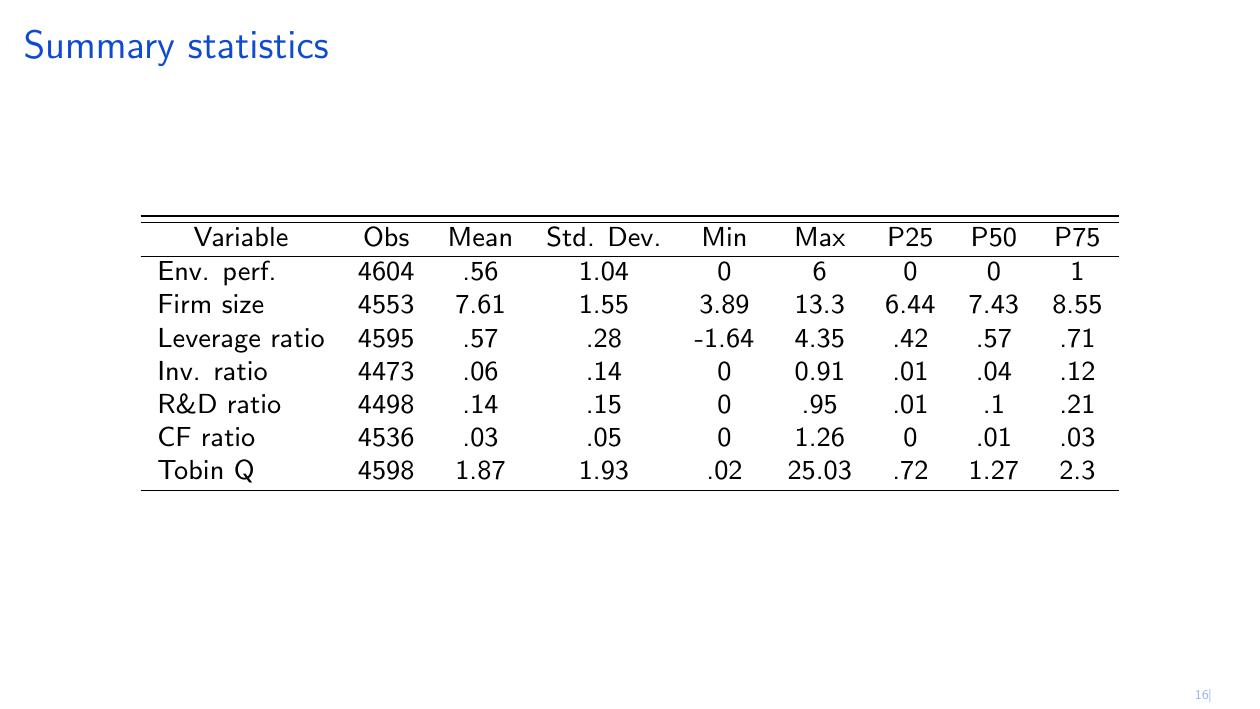 Summary statistics
Variable Obs Mean Std. Dev. Min Max P25 P50 P75
Env. perf. 4604 .56 1.04 0 6 0 0 1
Firm size 4553 7.61 1.55 3.89 13.3 6.44 7.43 8.55
Leverage ratio 4595 .57 .28 -1.64 4.35 .42 .57 .71
Inv. ratio 4473 .06 .14 0 0.91 .01 .04 .12
R&D ratio 4498 .14 .15 0 .95 .01 .1 .21
CF ratio 4536 .03 .05 0 1.26 0 .01 .03
Tobin Q 4598 1.87 1.93 .02 25.03 .72 1.27 2.3
16|